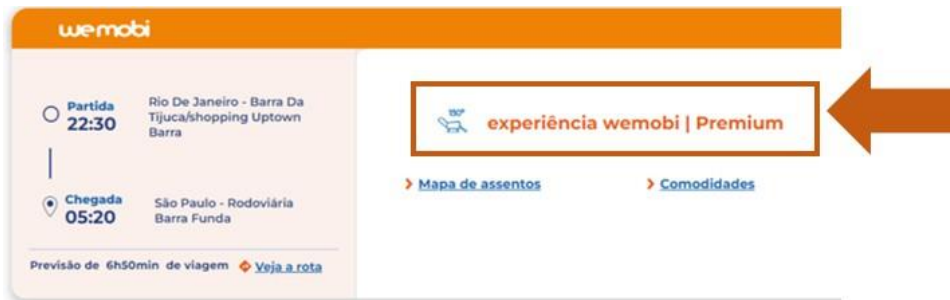 wemobi
Partida
22:30
Rio De Janeiro - Barra Da
Tijuca/shopping Uptown
Barra
Chegada
05:20
São Paulo - Rodoviária
Barra Funda
Previsão de 6h50min de viagem Veja a rota
150°
experiência wemobi | Premium
Mapa de assentos
Comodidades